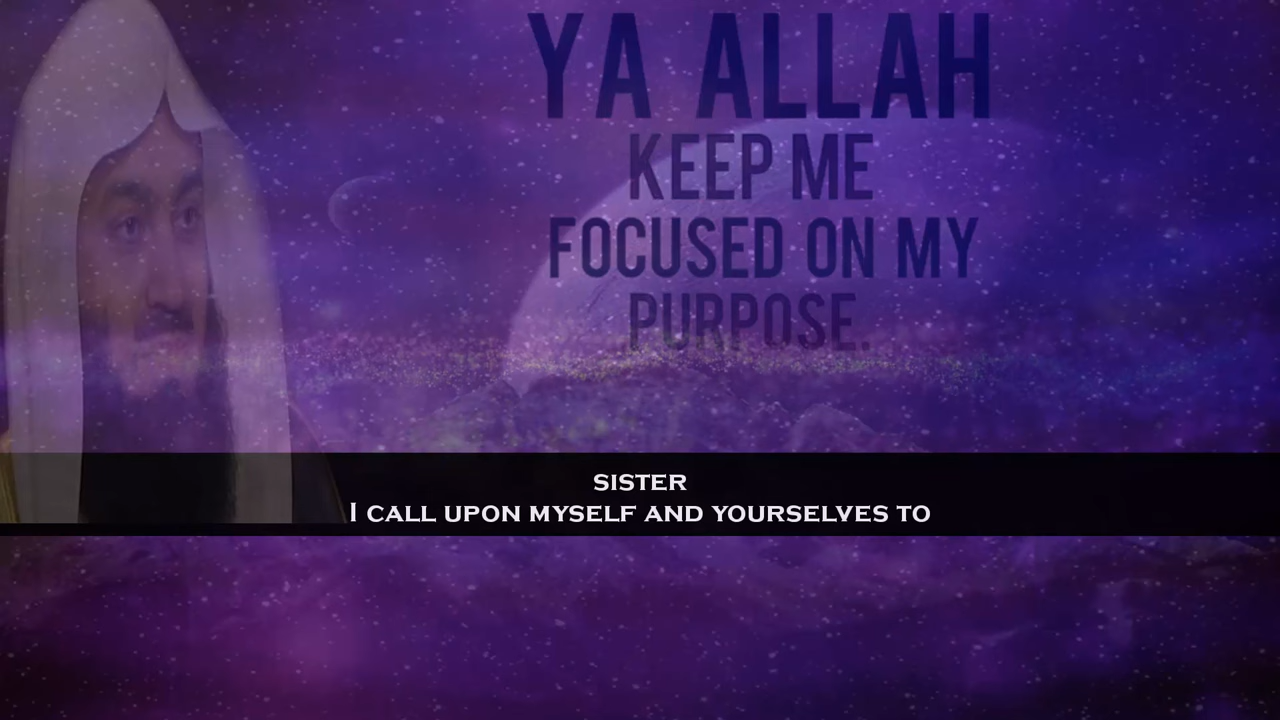 YA ALLAH
KEEP ME
FOCUSED ON MY
PURPOSE.
SISTER
I CALL UPON MYSELF AND YOURSELVES TO